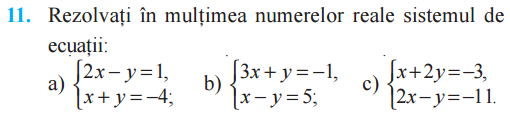 11. Rezolvați în mulțimea numerelor reale sistemul de
ecuații:
a) {2x − y = 1, b) {3x + y = −1, c) {x + 2y = −3,
{x + y = −4; {x − y = 5; {2x − y = −11.